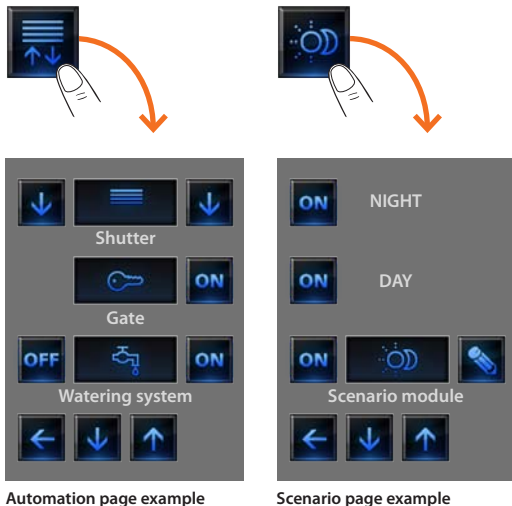 Shutter
ON
Gate
OFF
ON
Watering system
Automation page example
ON
NIGHT
ON
DAY
ON
Scenario module
Scenario page example